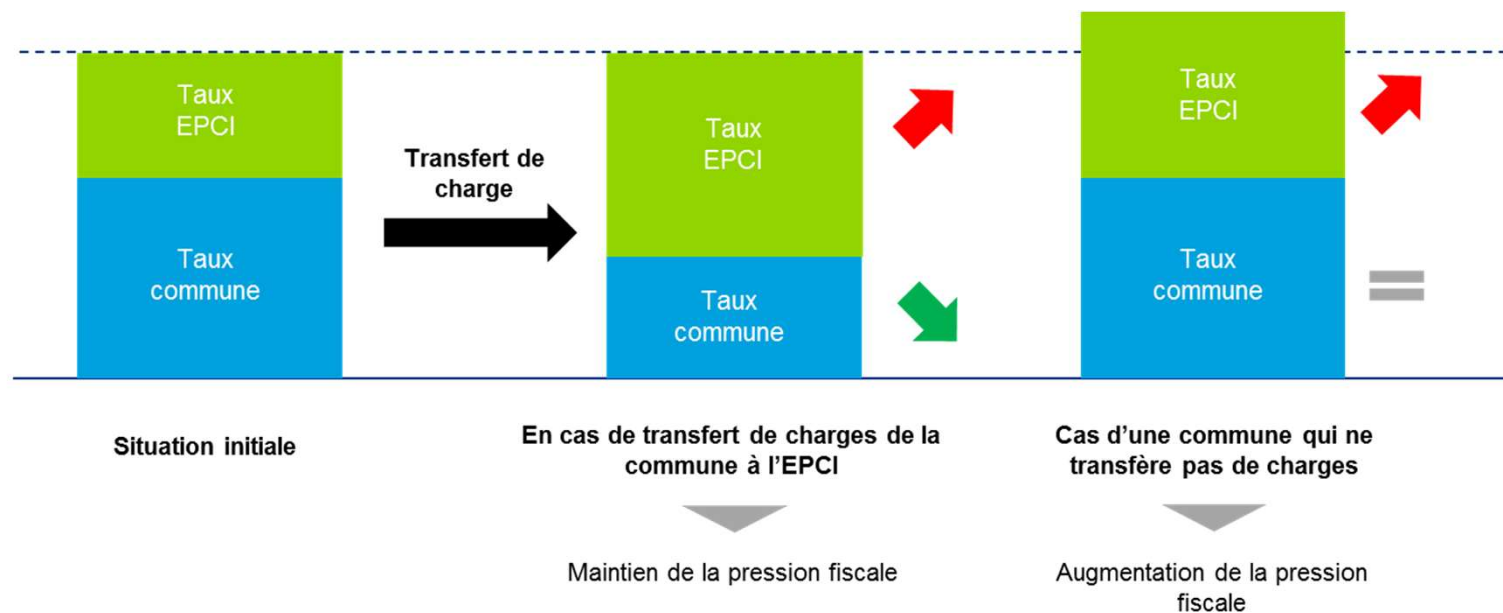 Taux
EPCI
Taux
commune
Transfert de
charge
Taux
EPCI
Taux
commune
Taux
EPCI
Taux
commune
Situation initiale
En cas de transfert de charges de la
commune à l’EPCI
Maintien de la pression fiscale
Cas d’une commune qui ne
transfère pas de charges
Augmentation de la pression
fiscale